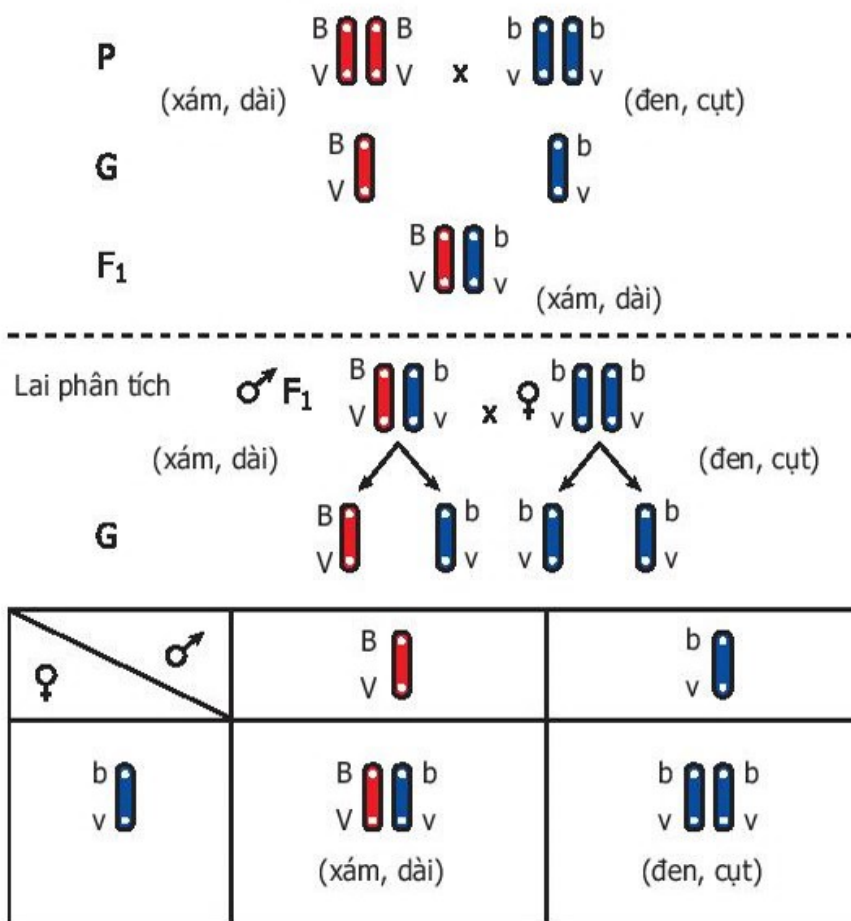 B B b b
P x
V V v v
(xám, dài) (đen, cụt)
B b
G
V v
B b
F₁
V v
(xám, dài)
B b b b
Lai phân tích ♂ F₁ x ♀
V v v v
(xám, dài) (đen, cụt)
B b b b
G
V v v v
♂ B b
♀ V v
b B b b b
v V v v v
(xám, dài) (đen, cụt)